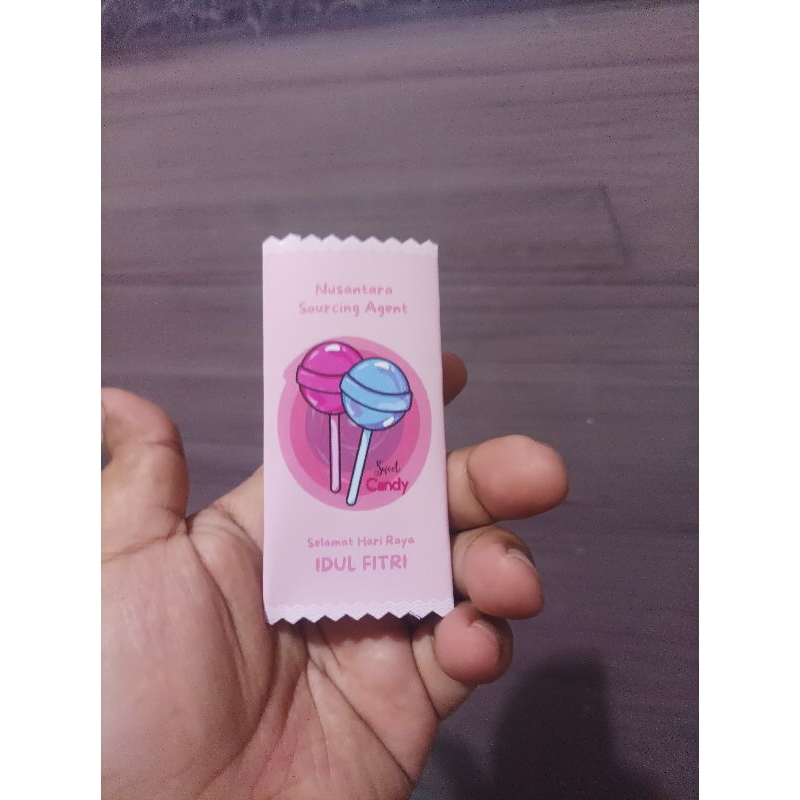 Nusantara
Sourcing Agent
Sweet
Candy
Selamat Hari Raya
IDUL FITRI